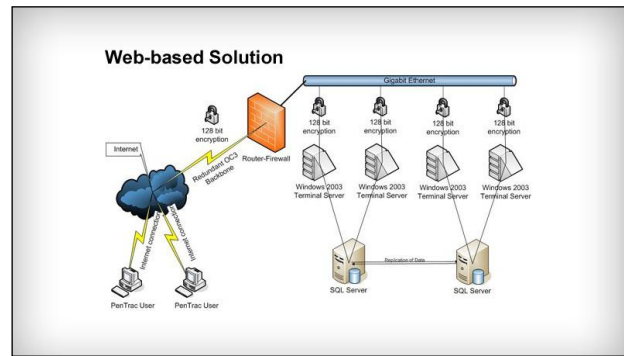 Web-based Solution
Gigabit Ethernet
128 bit
encryption
128 bit
encryption
128 bit
encryption
128 bit
encryption
128 bit
encryption
Internet
Router-Firewall
Redundant OC3
Backbone
Windows 2003
Terminal Server
Windows 2003
Terminal Server
Windows 2003
Terminal Server
Windows 2003
Terminal Server
Internet connection
Internet connection
Replication of Data
SQL Server
SQL Server
PenTrac User
PenTrac User